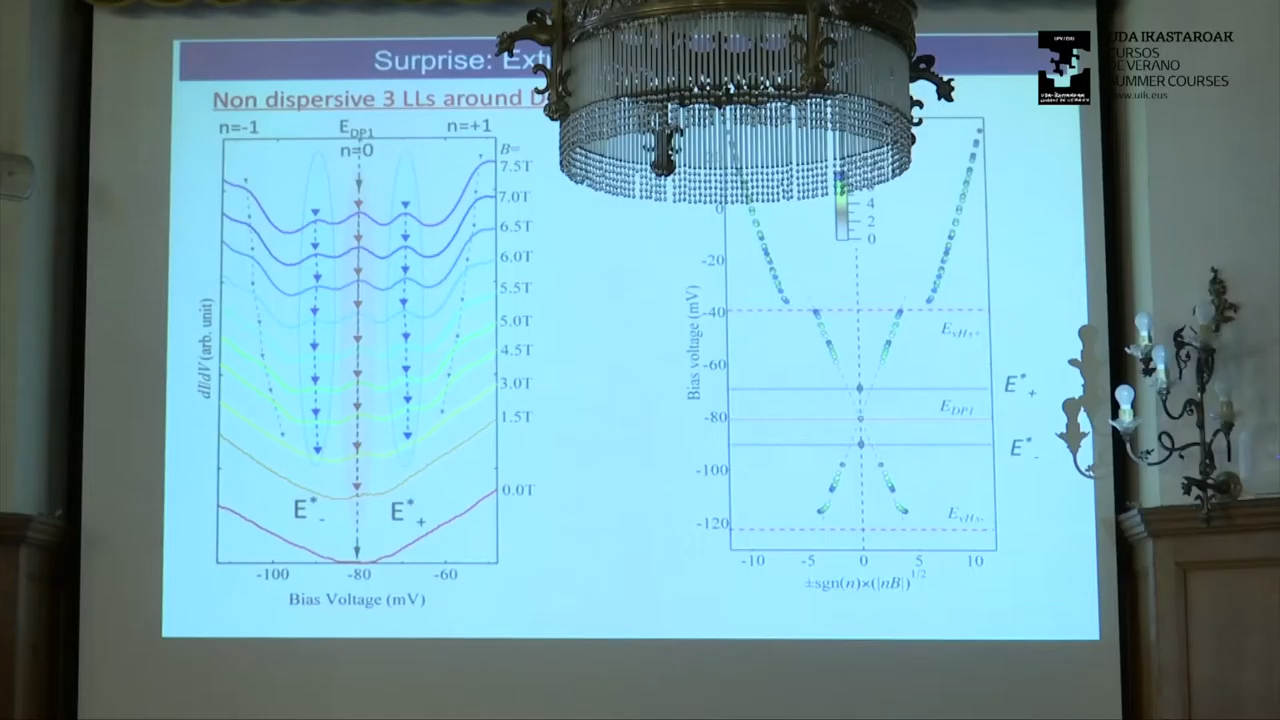 Surprise: Ext
Non dispersive 3 LLs around D
n=-1
E_DP1
n=+1
n=0
B=
7.5T
7.0T
6.5T
6.0T
5.5T
5.0T
4.5T
3.0T
1.5T
0.0T
dI/dV (arb. unit)
E*_-
E*_+
-100
-80
-60
Bias Voltage (mV)
4
2
0
0
-20
-40
-60
-80
-100
-120
Bias voltage (mV)
E_vHs+
E*_+
E_DP1
E*_-
E_vHs-
-10
-5
0
5
10
±sgn(n)×(|nB|)^1/2
UDA IKASTAROAK
CURSOS
DE VERANO
SUMMER COURSES
www.uik.eus